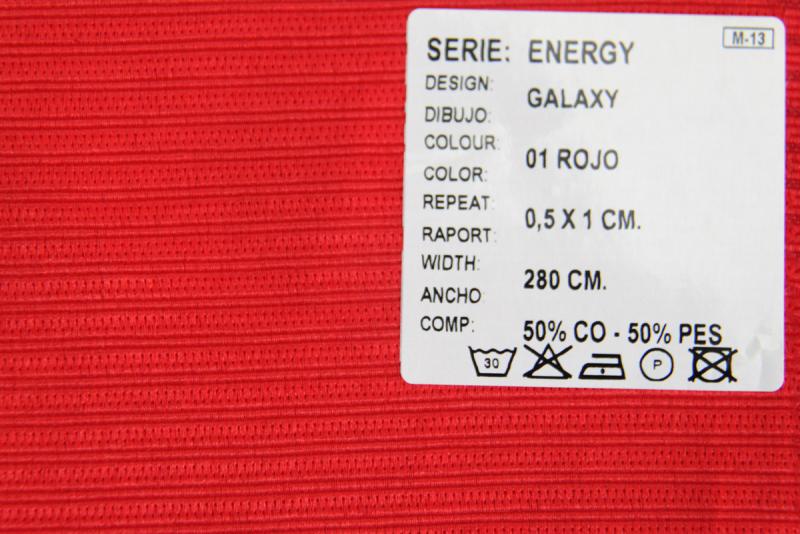 M-13
SERIE: ENERGY
DESIGN:
DIBUJO: GALAXY
COLOUR:
COLOR: 01 ROJO
REPEAT:
RAPORT: 0,5 X 1 CM.
WIDTH:
ANCHO: 280 CM.
COMP: 50% CO - 50% PES
30 P